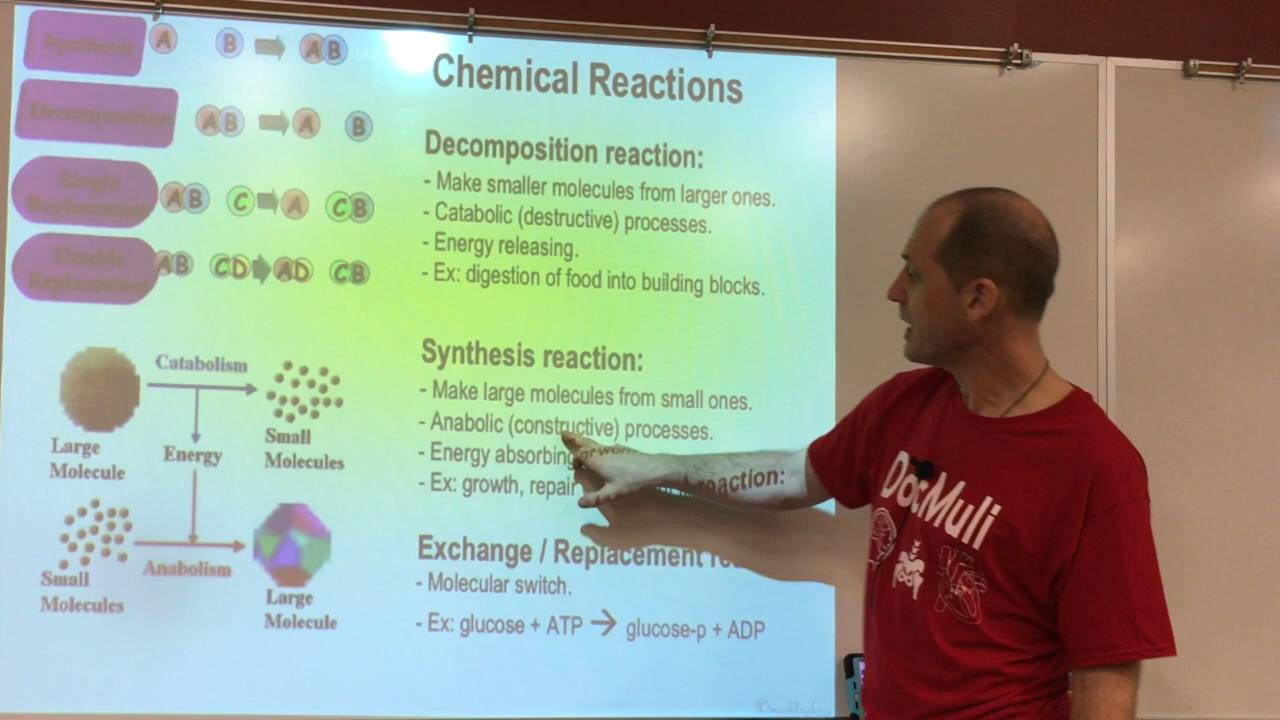 Synthesis A B AB
Decomposition AB A B
Single Replacement AB C A CB
Double Replacement AB CD AD CB
Catabolism
Large Molecule
Energy
Small Molecules
Small Molecules
Anabolism
Large Molecule
Chemical Reactions
Decomposition reaction:
- Make smaller molecules from larger ones.
- Catabolic (destructive) processes.
- Energy releasing.
- Ex: digestion of food into building blocks.
Synthesis reaction:
- Make large molecules from small ones.
- Anabolic (constructive) processes.
- Energy absorbing or
- Ex: growth, repair
Exchange / Replacement reaction:
- Molecular switch.
- Ex: glucose + ATP → glucose-p + ADP
DocMuli